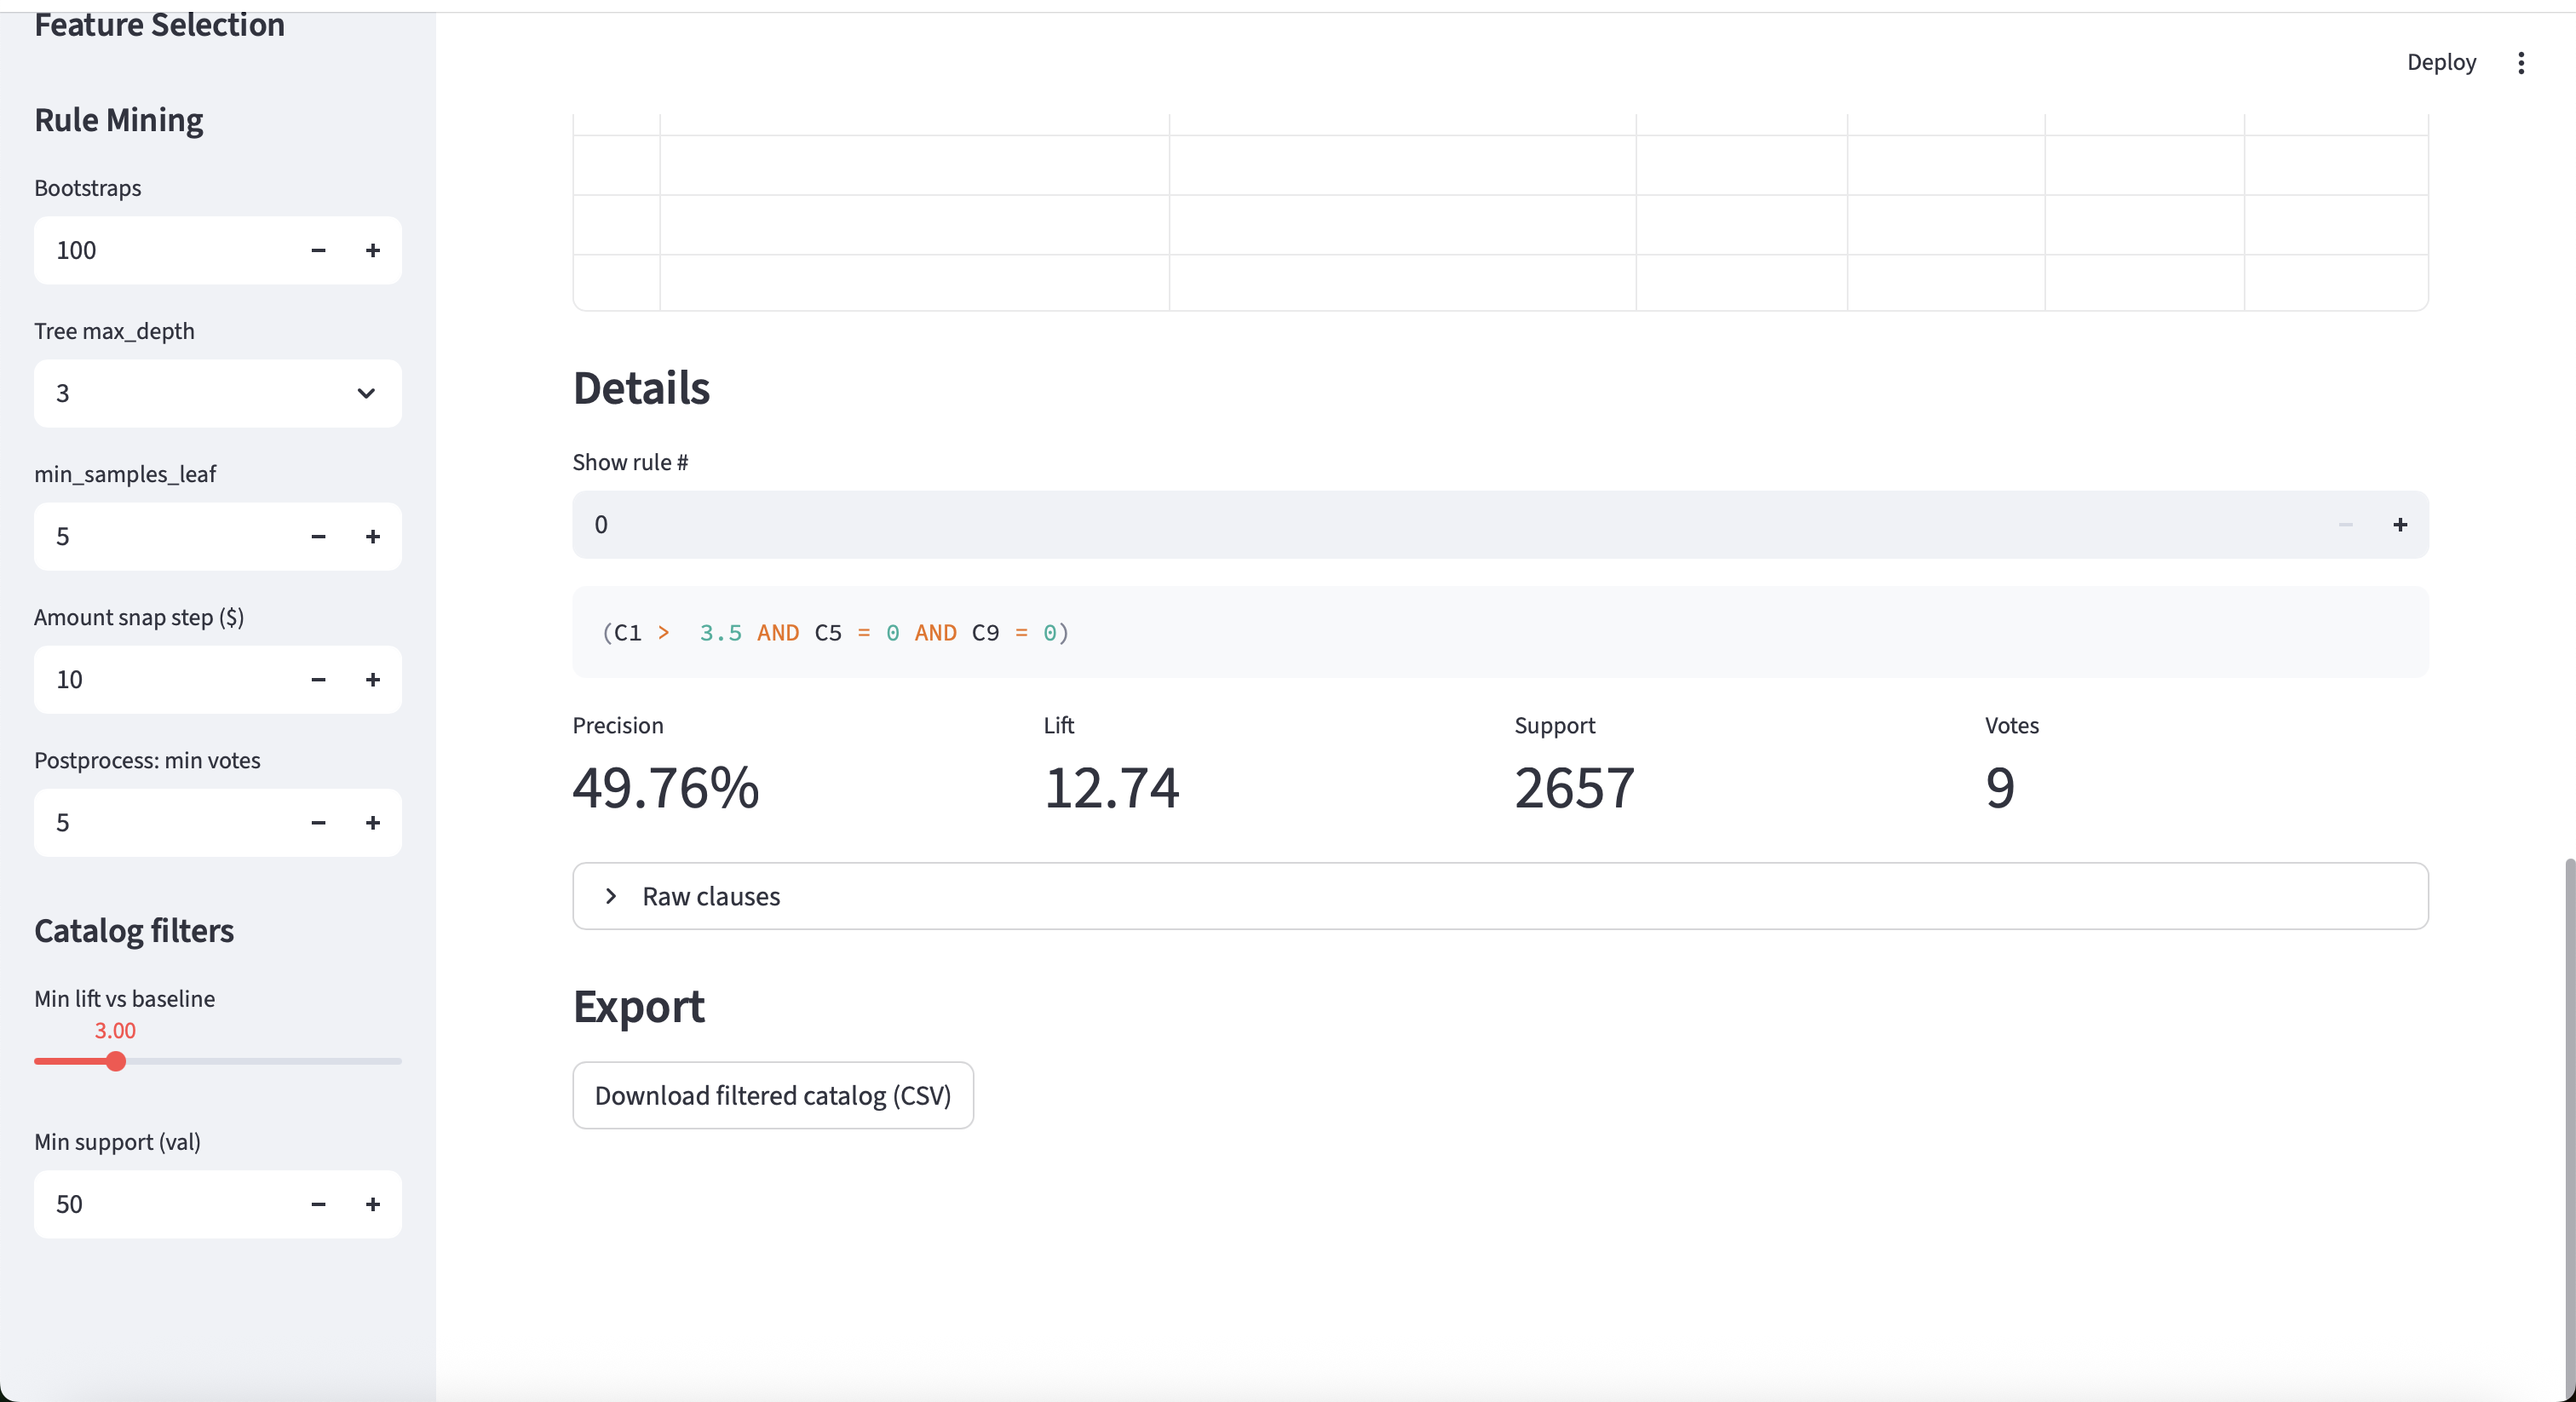 Feature Selection
Rule Mining
Bootstraps
100
Tree max_depth
3
min_samples_leaf
5
Amount snap step ($)
10
Postprocess: min votes
5
Catalog filters
Min lift vs baseline
3.00
Min support (val)
50
Deploy
Details
Show rule #
0
(C1 >  3.5 AND C5 = 0 AND C9 = 0)
Precision Lift Support Votes
49.76% 12.74 2657 9
Raw clauses
Export
Download filtered catalog (CSV)